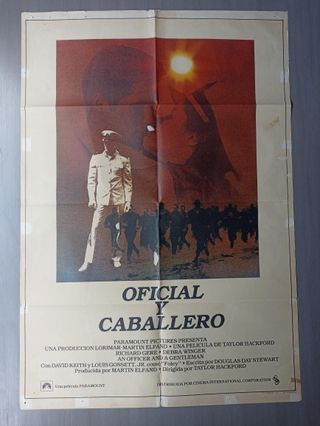 OFICIAL
Y
CABALLERO
PARAMOUNT PICTURES PRESENTA
UNA PRODUCCION LORIMAR-MARTIN ELFAND • UNA PELICULA DE TAYLOR HACKFORD
RICHARD GERE • DEBRA WINGER
AN OFFICER AND A GENTLEMAN
Con DAVID KEITH y LOUIS GOSSETT, JR. como "Foley" • Escrita por DOUGLAS DAY STEWART
Producida por MARTIN ELFAND • Dirigida por TAYLOR HACKFORD
Una película PARAMOUNT
DISTRIBUIDA POR CINEMA INTERNATIONAL CORPORATION